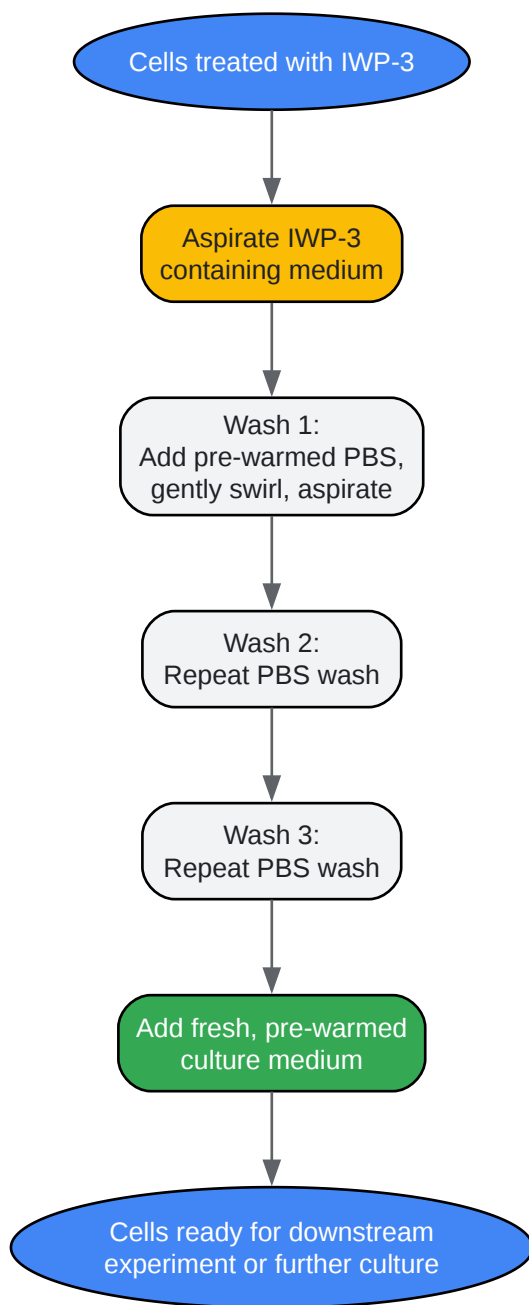 Cells treated with IWP-3
Aspirate IWP-3
containing medium
Wash 1:
Add pre-warmed PBS,
gently swirl, aspirate
Wash 2:
Repeat PBS wash
Wash 3:
Repeat PBS wash
Add fresh, pre-warmed
culture medium
Cells ready for downstream
experiment or further culture